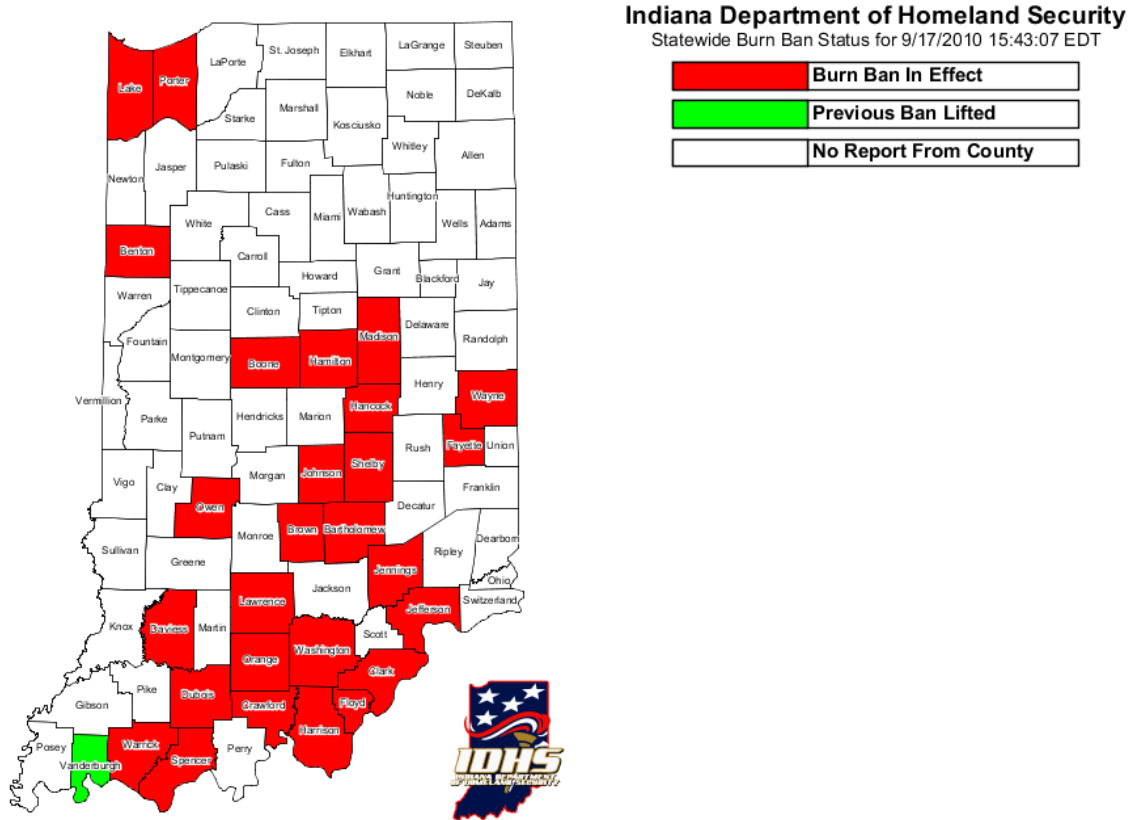 Indiana Department of Homeland Security
Statewide Burn Ban Status for 9/17/2010 15:43:07 EDT
Burn Ban In Effect
Previous Ban Lifted
No Report From County
Lake
Porter
LaPorte
St. Joseph
Elkhart
LaGrange
Steuben
Noble
DeKalb
Starke
Marshall
Kosciusko
Whitley
Allen
Newton
Jasper
Pulaski
Fulton
Huntington
White
Cass
Miami
Wabash
Wells
Adams
Benton
Carroll
Howard
Grant
Blackford
Jay
Warren
Tippecanoe
Clinton
Tipton
Madison
Delaware
Randolph
Fountain
Montgomery
Boone
Hamilton
Henry
Wayne
Vermillion
Parke
Putnam
Hendricks
Marion
Hancock
Rush
Fayette
Union
Vigo
Clay
Morgan
Johnson
Shelby
Franklin
Owen
Decatur
Monroe
Brown
Bartholomew
Dearborn
Sullivan
Greene
Ripley
Jennings
Ohio
Jackson
Lawrence
Jefferson
Switzerland
Knox
Daviess
Martin
Scott
Orange
Washington
Clark
Pike
Dubois
Gibson
Crawford
Floyd
Harrison
Posey
Vanderburgh
Warrick
Spencer
Perry
IDHS
INDIANA DEPARTMENT
OF HOMELAND SECURITY